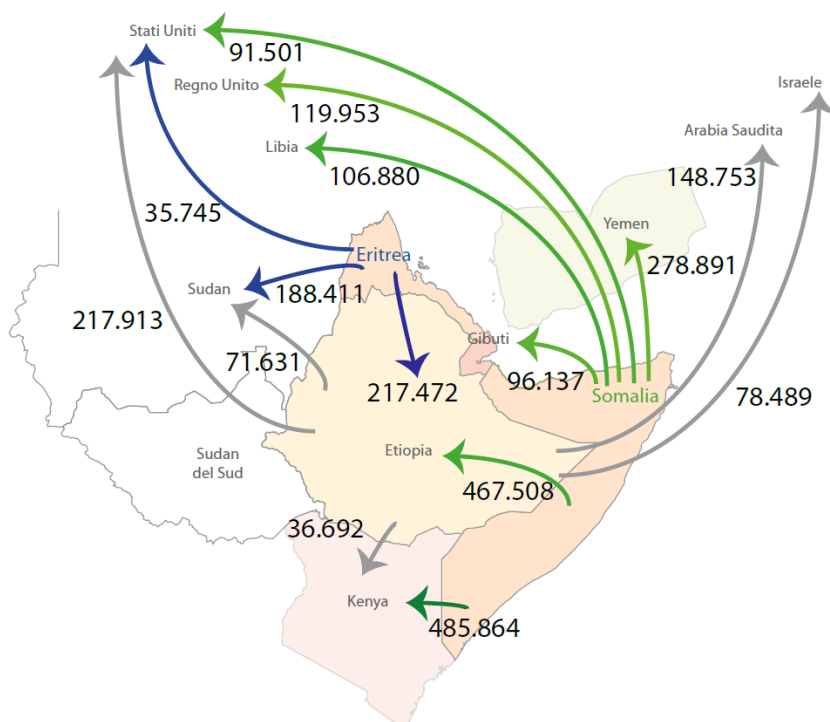 Stati Uniti
91.501
Regno Unito
119.953
Israele
Arabia Saudita
Libia
106.880
148.753
35.745
Yemen
Eritrea
278.891
Sudan
188.411
217.913
Gibuti
71.631
96.137
217.472
Somalia
78.489
Sudan
del Sud
Etiopia
467.508
36.692
Kenya
485.864